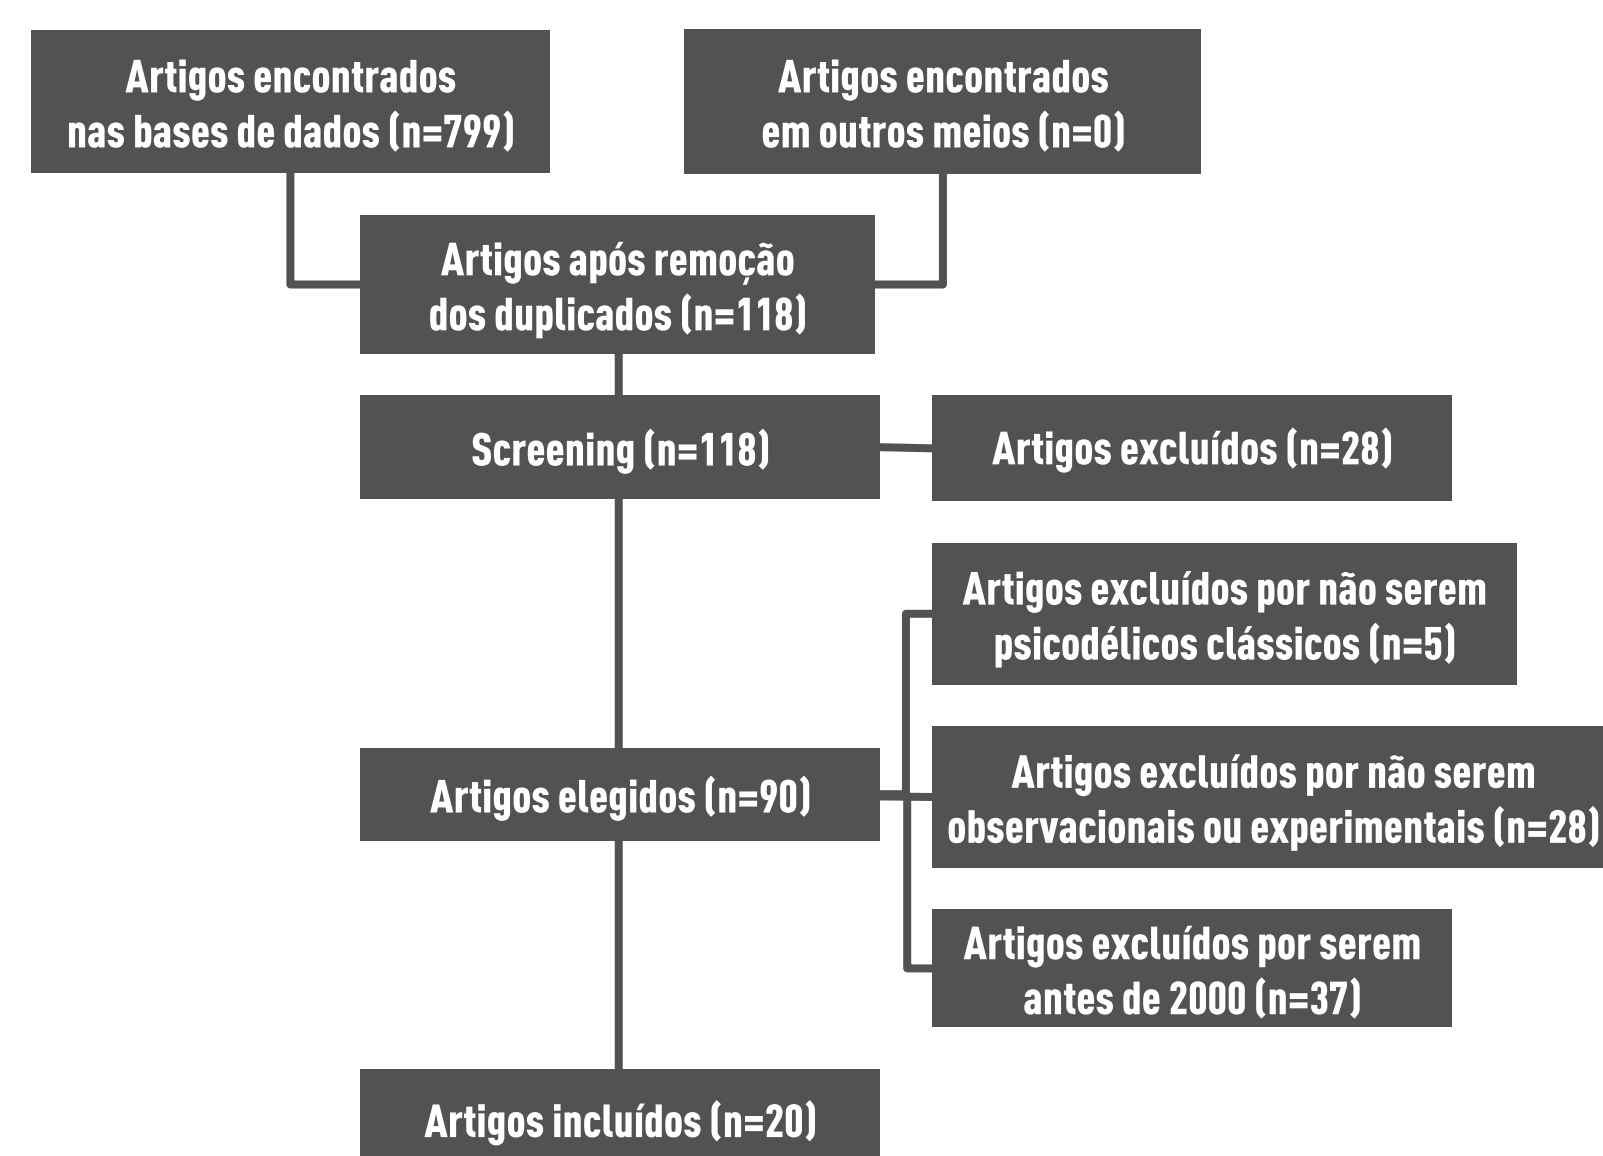 Artigos encontrados
nas bases de dados (n=799)
Artigos encontrados
em outros meios (n=0)
Artigos após remoção
dos duplicados (n=118)
Screening (n=118)
Artigos excluídos (n=28)
Artigos excluídos por não serem
psicodélicos clássicos (n=5)
Artigos elegidos (n=90)
Artigos excluídos por não serem
observacionais ou experimentais (n=28)
Artigos excluídos por serem
antes de 2000 (n=37)
Artigos incluídos (n=20)